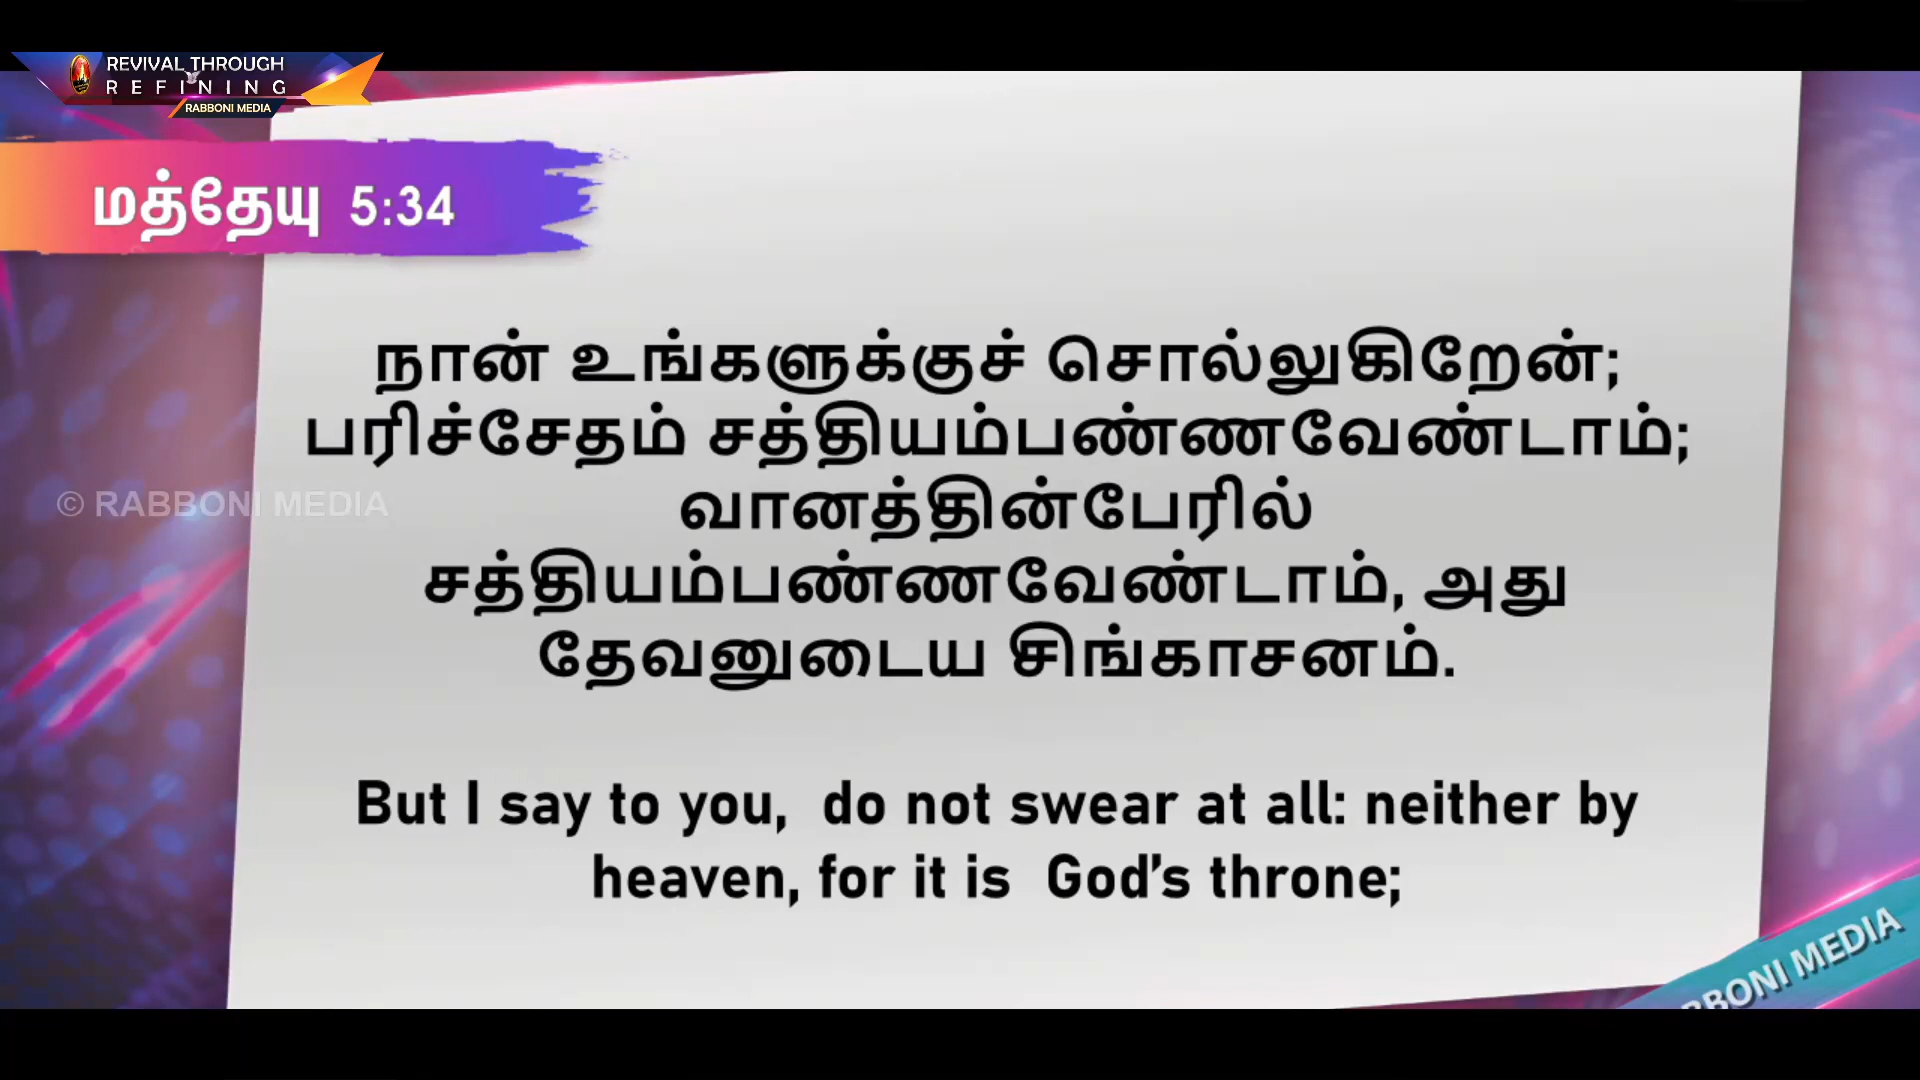 REVIVAL THROUGH
REFINING
RABBONI MEDIA
மத்தேயு 5:34
நான் உங்களுக்குச் சொல்லுகிறேன்;
பரிச்சேதம் சத்தியம்பண்ணவேண்டாம்;
வானத்தின்பேரில்
© RABBONI MEDIA
சத்தியம்பண்ணவேண்டாம், அது
தேவனுடைய சிங்காசனம்.
But I say to you, do not swear at all: neither by
heaven, for it is God's throne;
BBONI MEDIA